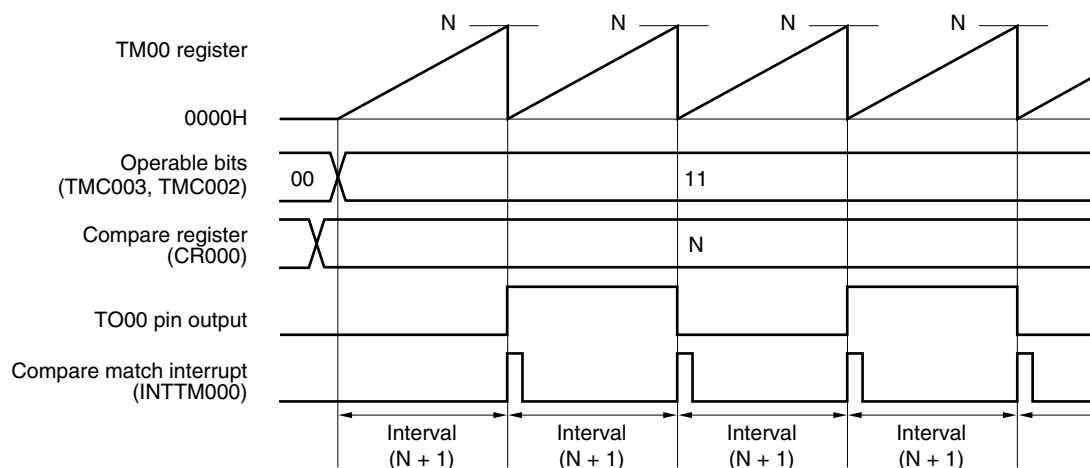 N N N N
TM00 register
0000H
Operable bits
(TMC003, TMC002)
00 11
Compare register
(CR000)
N
TO00 pin output
Compare match interrupt
(INTTM000)
Interval
(N + 1)
Interval
(N + 1)
Interval
(N + 1)
Interval
(N + 1)